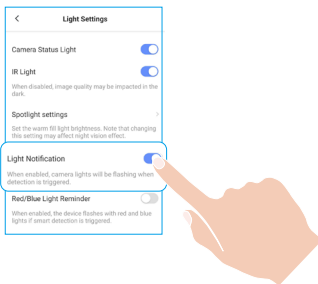 Light Settings
Camera Status Light
IR Light
When disabled, image quality may be impacted in the
dark.
Spotlight settings
Set the warm fill light brightness. Note that changing
this setting may affect night vision effect.
Light Notification
When enabled, camera lights will be flashing when
detection is triggered.
Red/Blue Light Reminder
When enabled, the device flashes with red and blue
lights if smart detection is triggered.